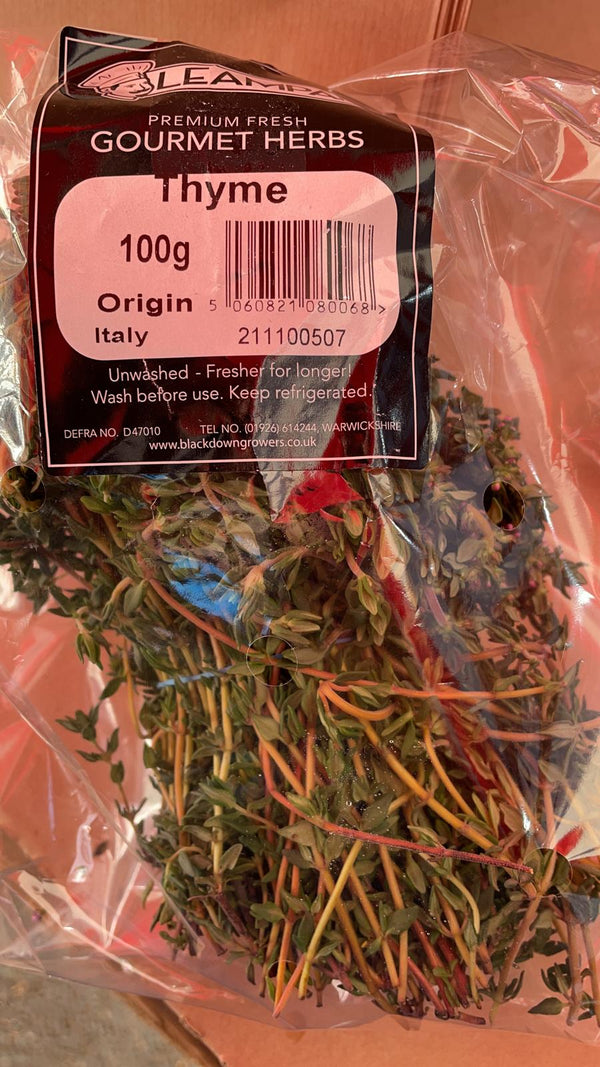 PREMIUM FRESH
GOURMET HERBS
Thyme
100g
Origin
Italy
5 060821 080068 >
211100507
Unwashed - Fresher for longer!
Wash before use. Keep refrigerated.
DEFRA NO. D47010 TEL NO. (01926) 614244, WARWICKSHIRE
www.blackdowngrowers.co.uk